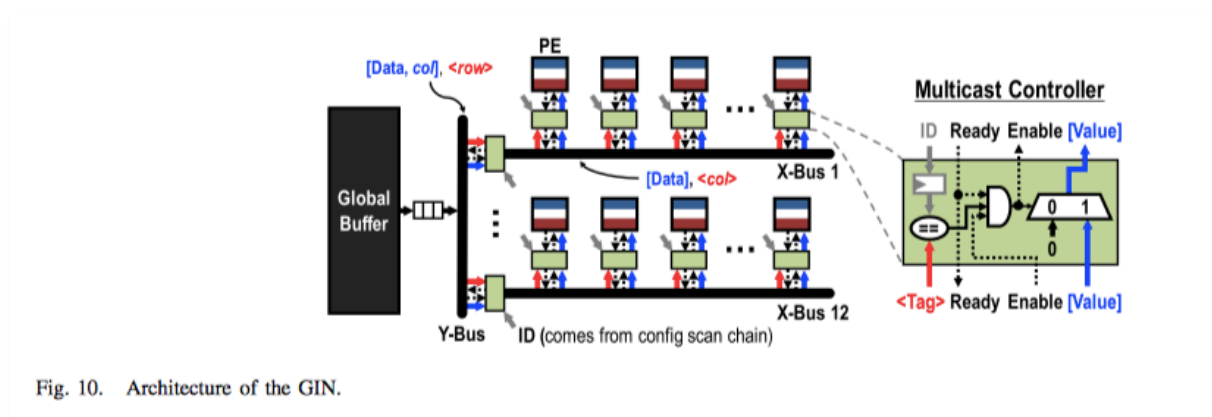 PE
[Data, col], <row>
Multicast Controller
ID Ready Enable [Value]
Global
Buffer
[Data], <col>
X-Bus 1
==
0 1
0
<Tag> Ready Enable [Value]
X-Bus 12
Y-Bus
ID (comes from config scan chain)
Fig. 10. Architecture of the GIN.